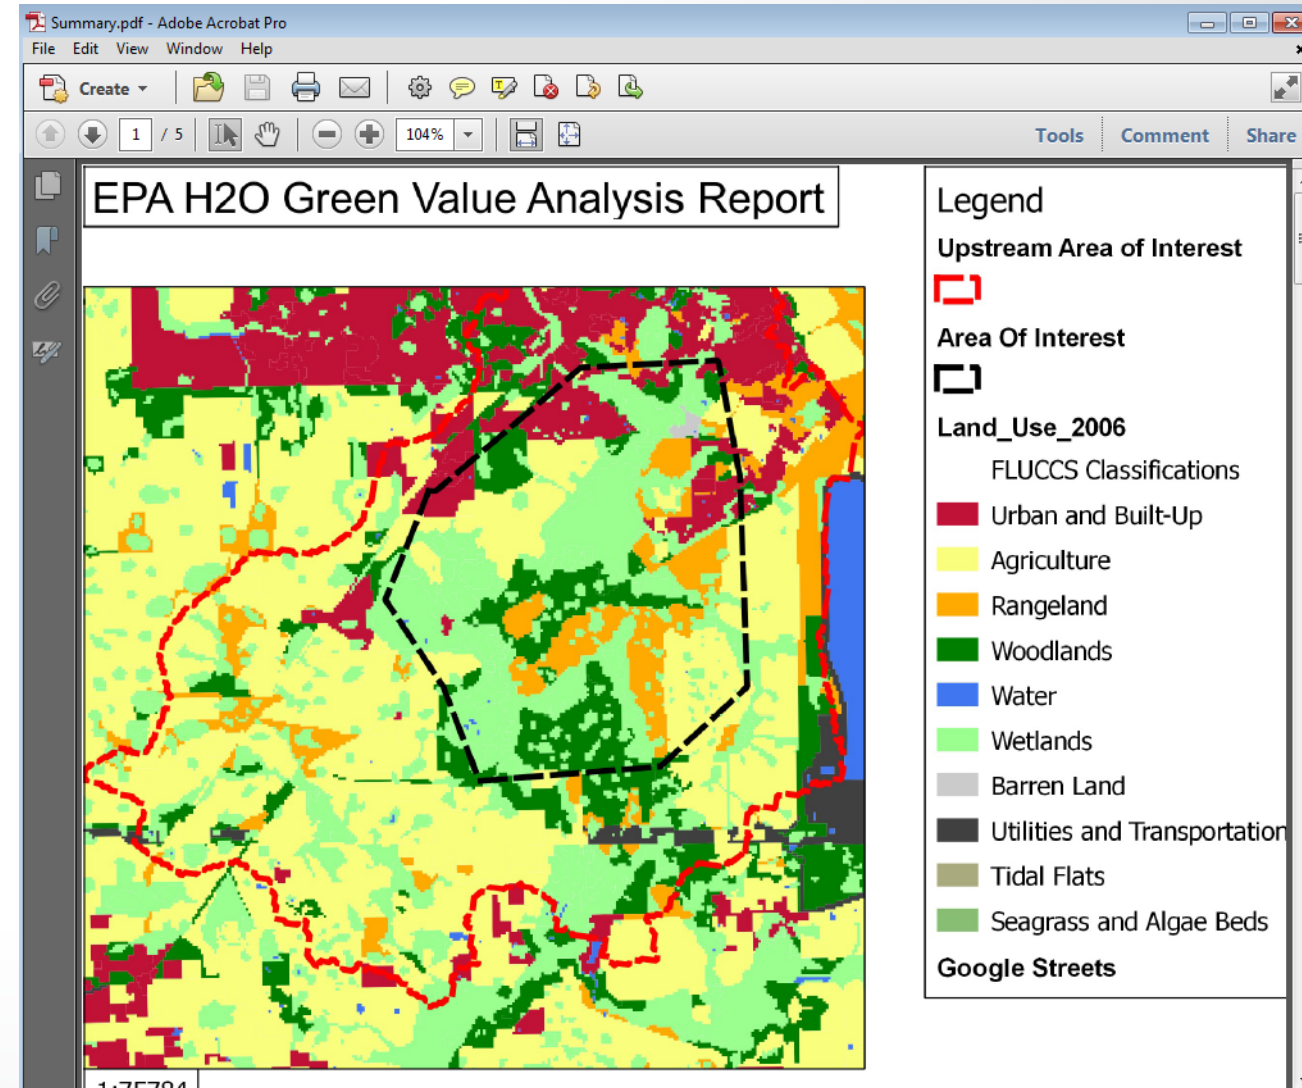 Summary.pdf - Adobe Acrobat Pro
File Edit View Window Help
Create
1 / 5
104%
Tools Comment Share
EPA H2O Green Value Analysis Report
Legend
Upstream Area of Interest
Area Of Interest
Land_Use_2006
FLUCCS Classifications
Urban and Built-Up
Agriculture
Rangeland
Woodlands
Water
Wetlands
Barren Land
Utilities and Transportation
Tidal Flats
Seagrass and Algae Beds
Google Streets